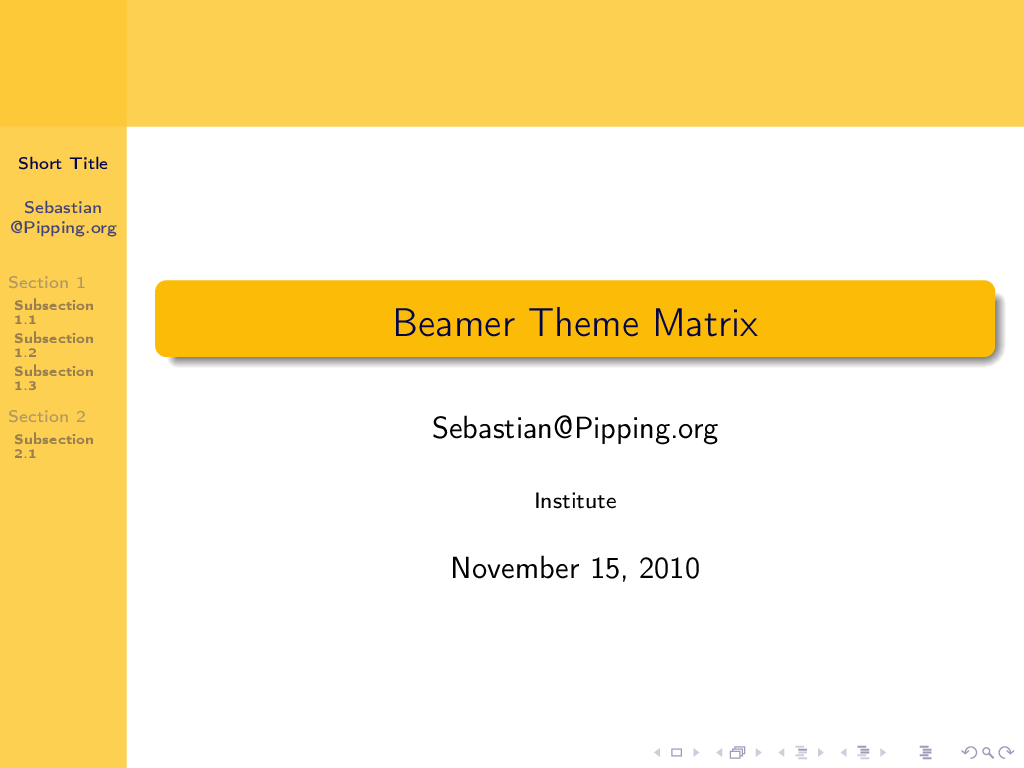 Short Title
Sebastian
@Pipping.org
Section 1
Subsection
1.1
Subsection
1.2
Subsection
1.3
Section 2
Subsection
2.1
Beamer Theme Matrix
Sebastian@Pipping.org
Institute
November 15, 2010